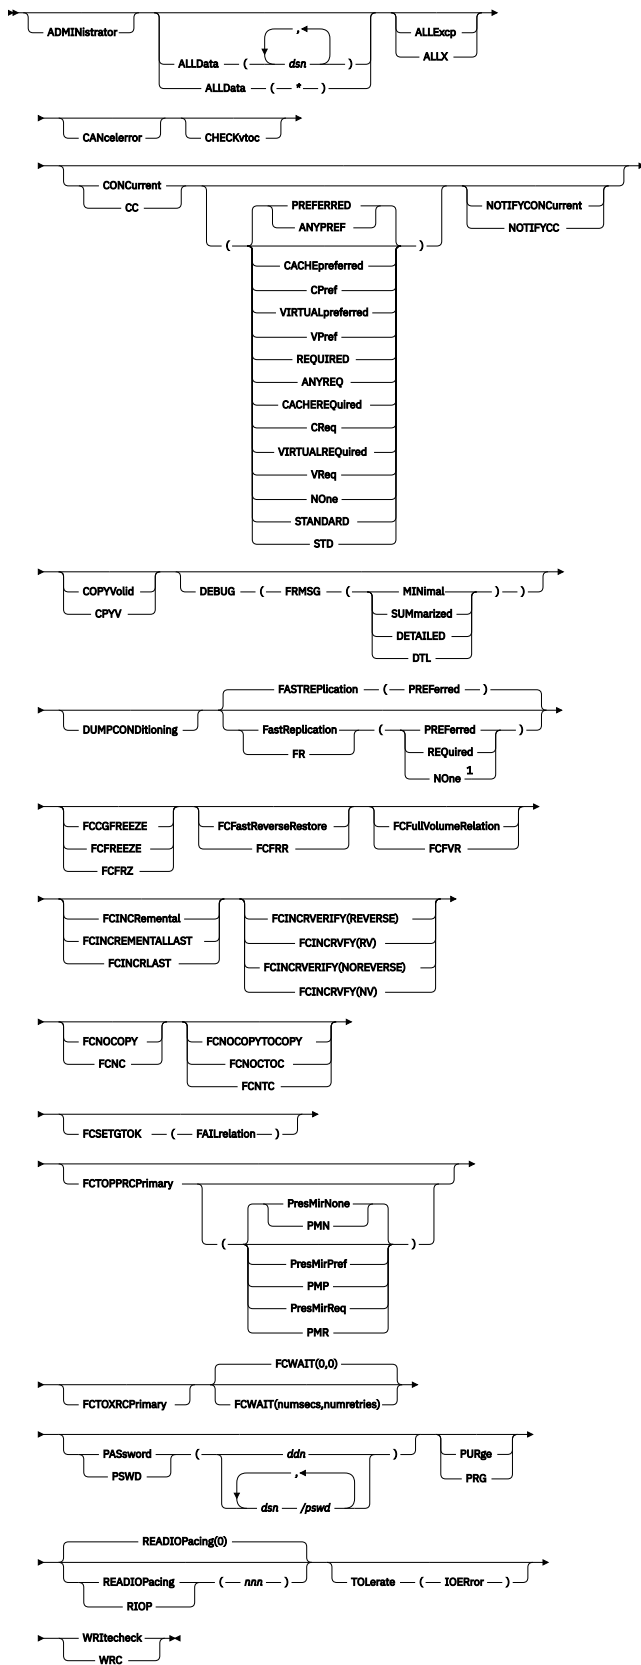 ADMINistrator
ALLData ( dsn , )
ALLData ( * )
ALLExcp
ALLX
CANcelerror
CHECKvtoc
CONCurrent
CC
( PREFERRED )
ANYPREF
CACHEpreferred
CPref
VIRTUALpreferred
VPref
REQUIRED
ANYREQ
CACHEREQuired
CReq
VIRTUALREQuired
VReq
NOne
STANDARD
STD
NOTIFYCONCurrent
NOTIFYCC
COPYVolid
CPYV
DEBUG ( FRMSG ( MINimal ) )
SUMmarized
DETAILED
DTL
DUMPCONDitioning
FASTREPlication ( PREFerred )
FastReplication ( PREFerred )
FR
REQuired
NOne 1
FCCGFREEZE
FCFREEZE
FCFRZ
FCFastReverseRestore
FCFRR
FCFullVolumeRelation
FCFVR
FCINCRemental
FCINCREMENTALLAST
FCINCRLAST
FCINCRVERIFY(REVERSE)
FCINCRVFY(RV)
FCINCRVERIFY(NOREVERSE)
FCINCRVFY(NV)
FCNOCOPY
FCNC
FCNOCOPYTOCOPY
FCNOCTOC
FCNTC
FCSETGTOK ( FAILrelation )
FCTOPPRCPrimary
( PresMirNone )
PMN
PresMirPref
PMP
PresMirReq
PMR
FCTOXRCPrimary
FCWAIT(0,0)
FCWAIT(numsecs,numretries)
PASsword ( ddn )
PSWD
,
dsn /pswd
PURge
PRG
READIOPacing(0)
READIOPacing ( nnn )
RIOP
TOLerate ( IOERror )
WRItecheck
WRC